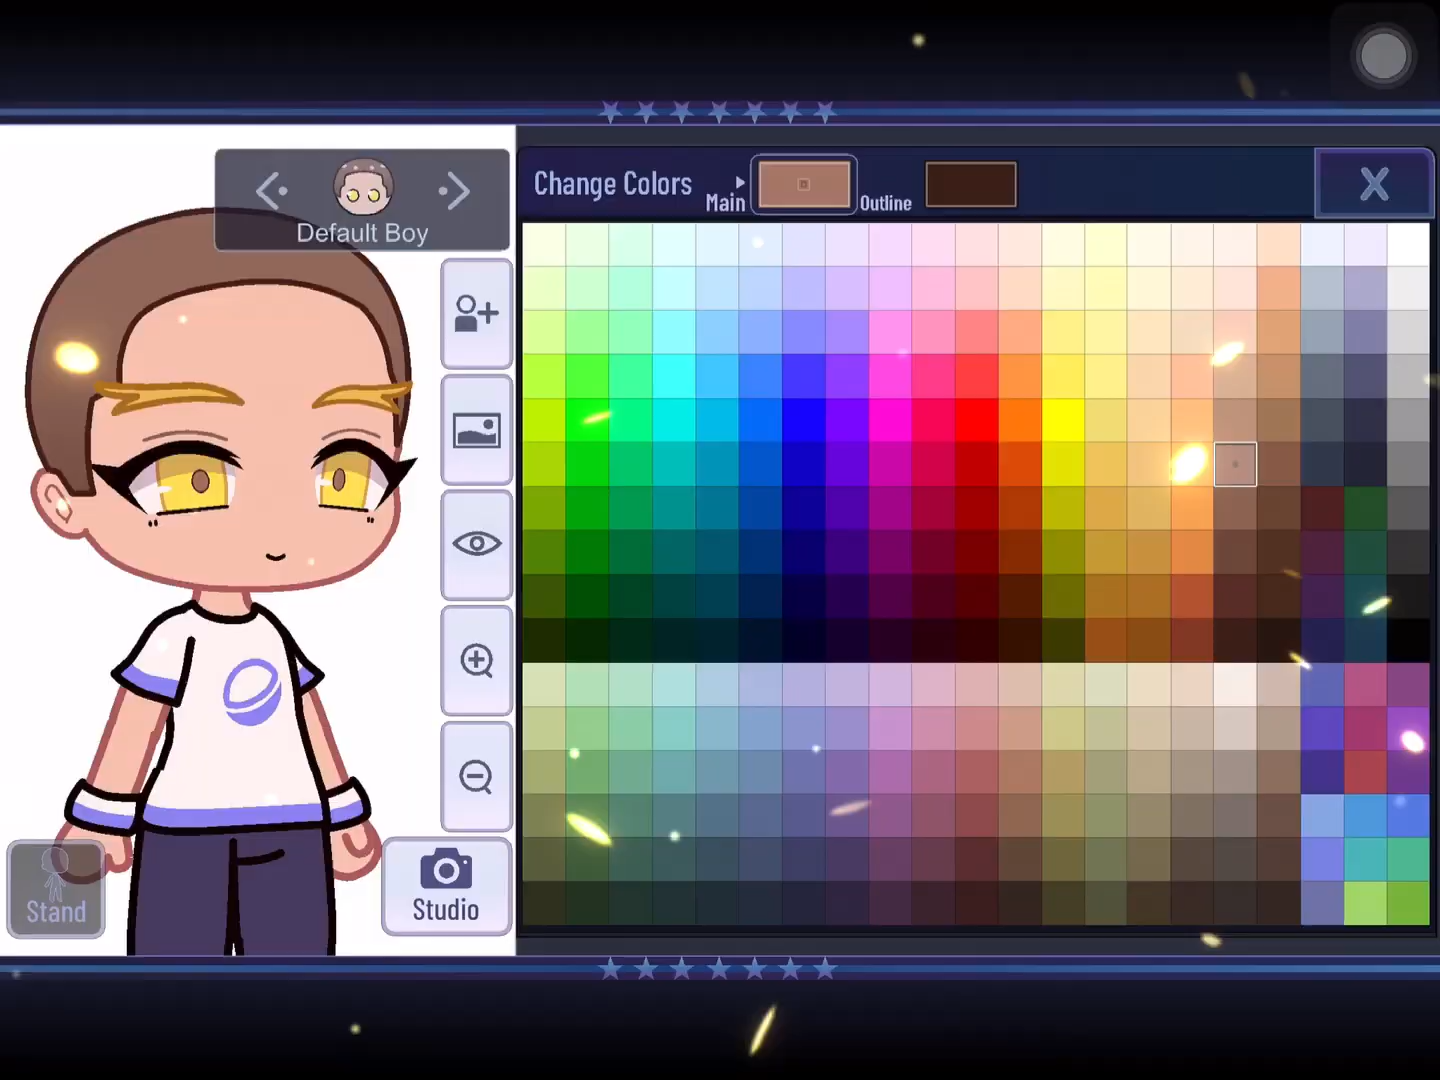 Default Boy
Change Colors
Main
Outline
X
Stand
Studio